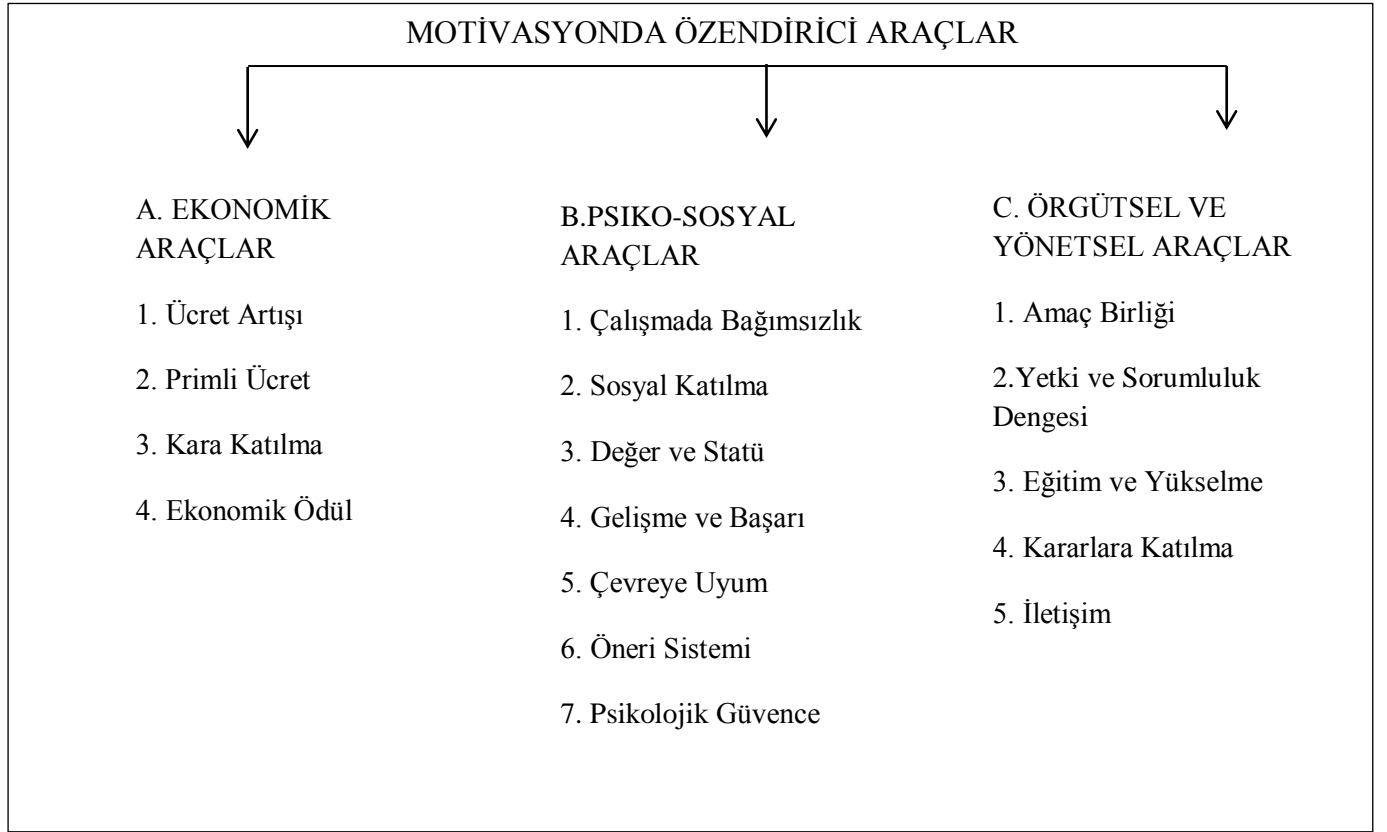 MOTİVASYONDA ÖZENDİRİCİ ARAÇLAR
A. EKONOMİK
ARAÇLAR
1. Ücret Artışı
2. Primli Ücret
3. Kara Katılma
4. Ekonomik Ödül
B.PSIKO-SOSYAL
ARAÇLAR
1. Çalışmada Bağımsızlık
2. Sosyal Katılma
3. Değer ve Statü
4. Gelişme ve Başarı
5. Çevreye Uyum
6. Öneri Sistemi
7. Psikolojik Güvence
C. ÖRGÜTSEL VE
YÖNETSEL ARAÇLAR
1. Amaç Birliği
2.Yetki ve Sorumluluk
Dengesi
3. Eğitim ve Yükselme
4. Kararlara Katılma
5. İletişim